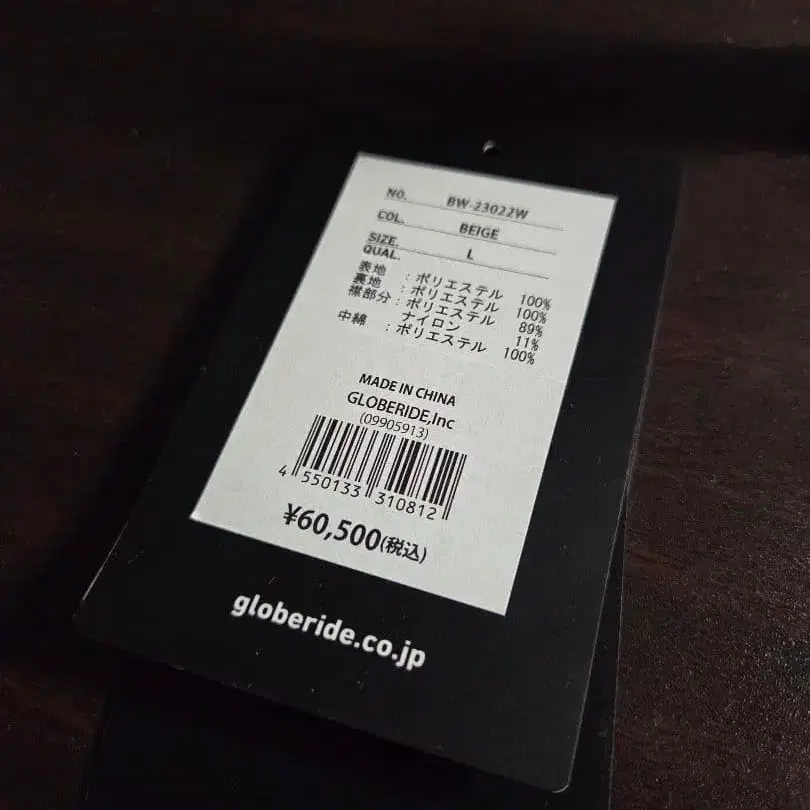 NO. BW-23022W
COL. BEIGE
SIZE. L
QUAL.
表地 : ポリエステル 100%
裏地 : ポリエステル 100%
襟部分 : ポリエステル 89%
ナイロン 11%
中綿 : ポリエステル 100%
MADE IN CHINA
GLOBERIDE,Inc
(09905913)
4 550133 310812
¥60,500(税込)
globeride.co.jp